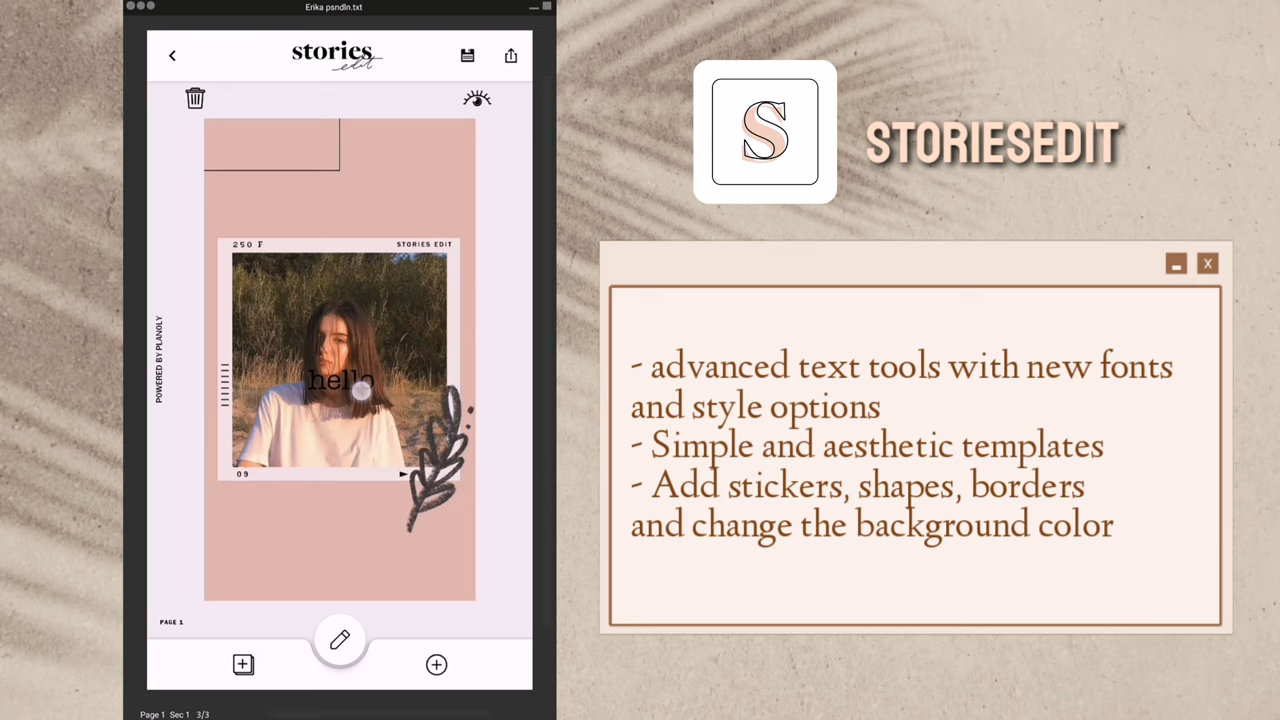 Erika psndln.txt
stories
edit
250 F
STORIES EDIT
POWERED BY PLANOLY
hello
09
PAGE 1
Page 1 Sec 1 3/3
S
STORIESEDIT
X
- advanced text tools with new fonts
and style options
- Simple and aesthetic templates
- Add stickers, shapes, borders
and change the background color